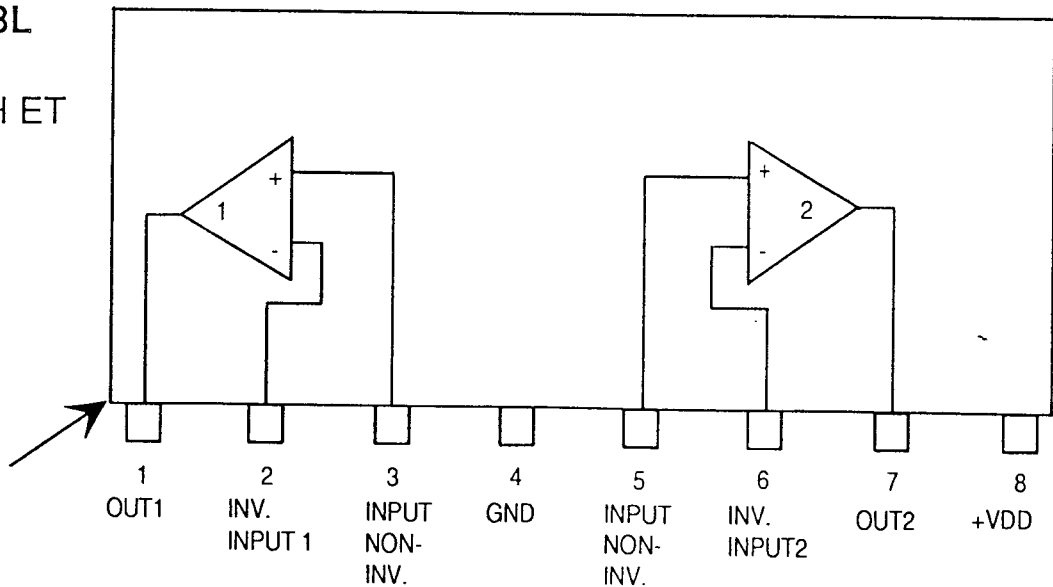 BL
H ET
+
1
-
+
2
-
1
2
3
4
5
6
7
8
OUT1
INV.
INPUT 1
INPUT
NON-
INV.
GND
INPUT
NON-
INV.
INV.
INPUT2
OUT2
+VDD